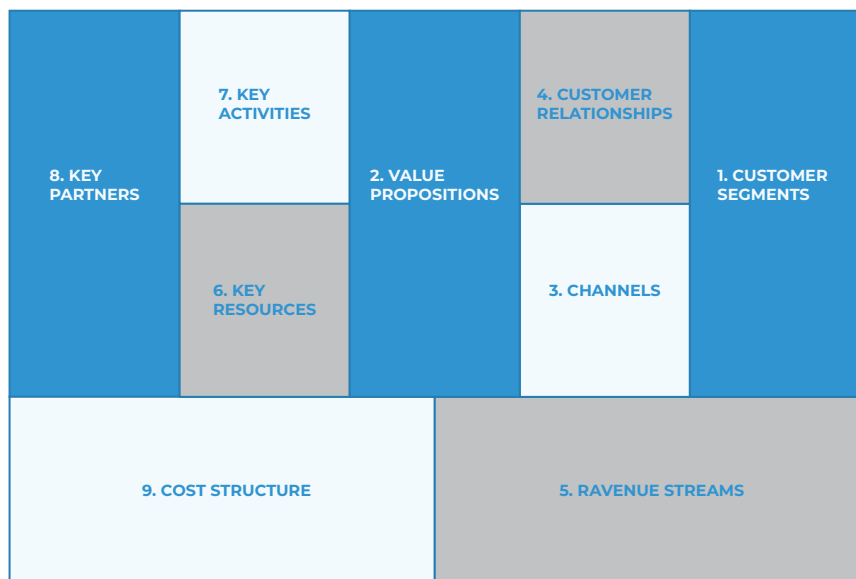 7. KEY
ACTIVITIES
4. CUSTOMER
RELATIONSHIPS
8. KEY
PARTNERS
2. VALUE
PROPOSITIONS
1. CUSTOMER
SEGMENTS
6. KEY
RESOURCES
3. CHANNELS
9. COST STRUCTURE
5. RAVENUE STREAMS